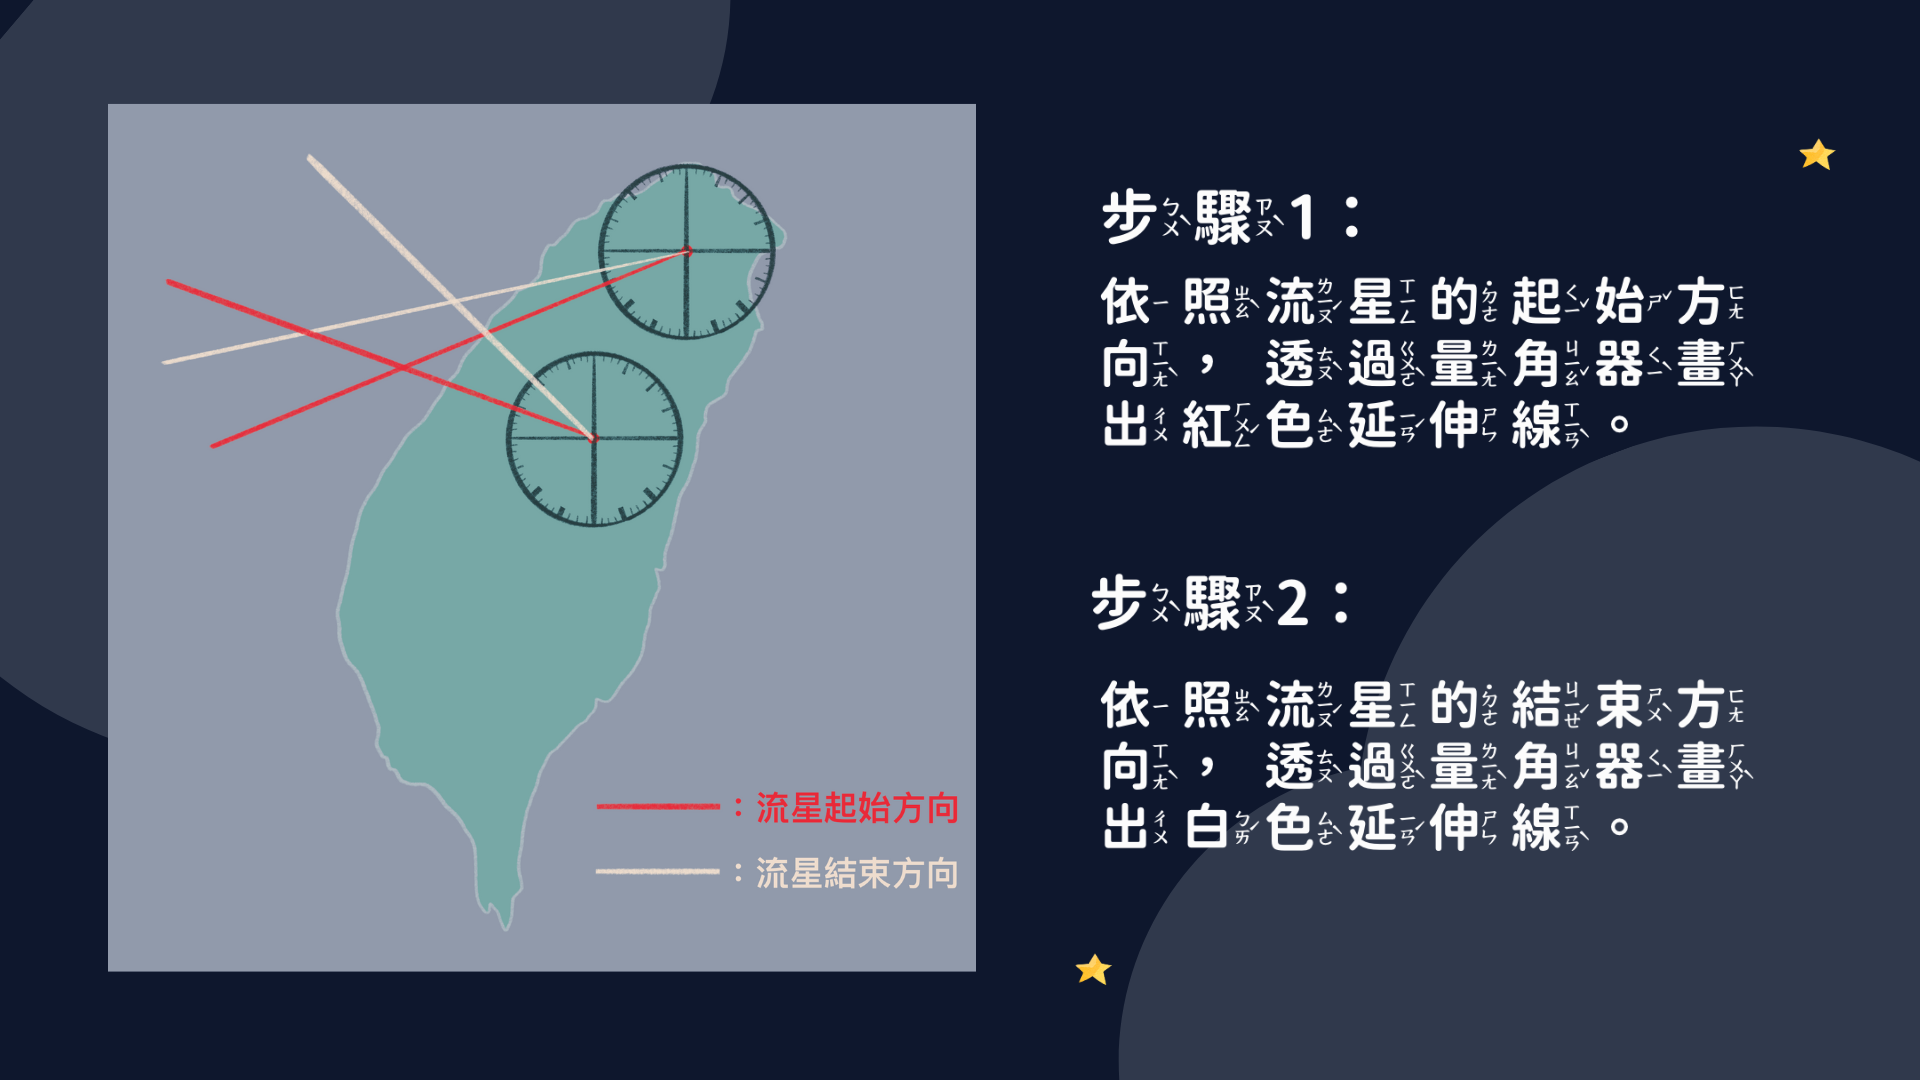 步驟1：
依照流星的起始方
向，透過量角器畫
出紅色延伸線。
步驟2：
依照流星的結束方
向，透過量角器畫
出白色延伸線。
：流星起始方向
：流星結束方向